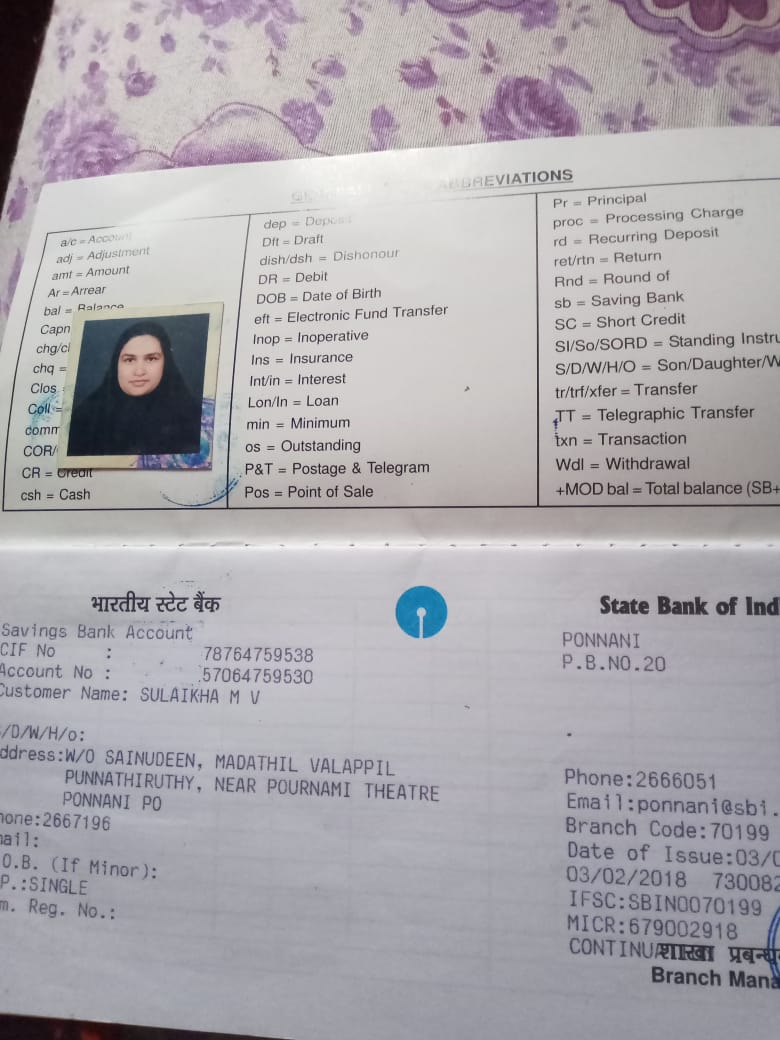 ABBREVIATIONS
a/c = Account
adj = Adjustment
amt = Amount
Ar = Arrear
bal = Balance
Capn
chg/cl
chq =
Clos
Coll =
comm
COR/
CR = Credit
csh = Cash
dep = Deposit
Dft = Draft
dish/dsh = Dishonour
DR = Debit
DOB = Date of Birth
eft = Electronic Fund Transfer
Inop = Inoperative
Ins = Insurance
Int/in = Interest
Lon/In = Loan
min = Minimum
os = Outstanding
P&T = Postage & Telegram
Pos = Point of Sale
Pr = Principal
proc = Processing Charge
rd = Recurring Deposit
ret/rtn = Return
Rnd = Round of
sb = Saving Bank
SC = Short Credit
SI/So/SORD = Standing Instru
S/D/W/H/O = Son/Daughter/W
tr/trf/xfer = Transfer
TT = Telegraphic Transfer
txn = Transaction
Wdl = Withdrawal
+MOD bal = Total balance (SB+
भारतीय स्टेट बैंक
Savings Bank Account
CIF No : 78764759538
Account No : 57064759530
Customer Name: SULAIKHA M V
/D/W/H/o:
ddress:W/O SAINUDEEN, MADATHIL VALAPPIL
PUNNATHIRUTHY, NEAR POURNAMI THEATRE
PONNANI PO
hone:2667196
mail:
.O.B. (If Minor):
P.:SINGLE
m. Reg. No.:
State Bank of Ind
PONNANI
P.B.NO.20
Phone:2666051
Email:ponnani@sbi.
Branch Code:70199
Date of Issue:03/0
03/02/2018 730082
IFSC:SBIN0070199
MICR:679002918
CONTINUA शाखा प्रबन्ध
Branch Mana